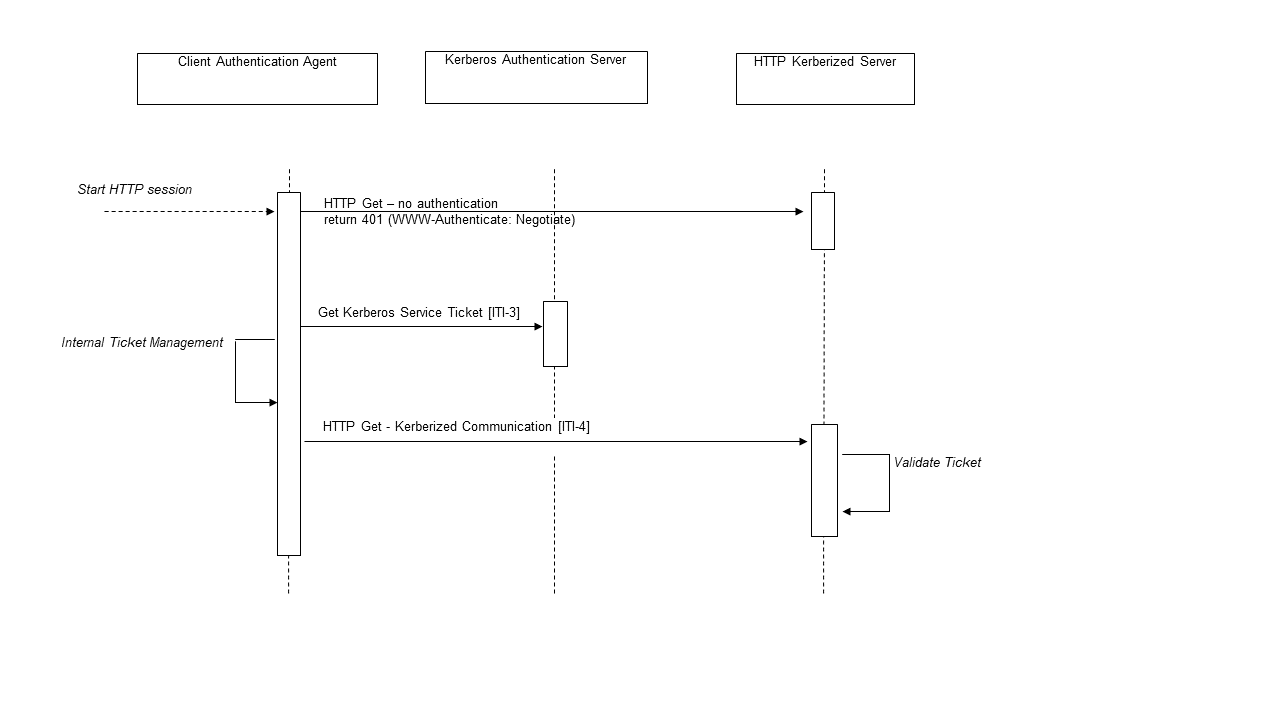 Client Authentication Agent
Kerberos Authentication Server
HTTP Kerberized Server
Start HTTP session
HTTP Get – no authentication
return 401 (WWW-Authenticate: Negotiate)
Get Kerberos Service Ticket [ITI-3]
Internal Ticket Management
HTTP Get - Kerberized Communication [ITI-4]
Validate Ticket